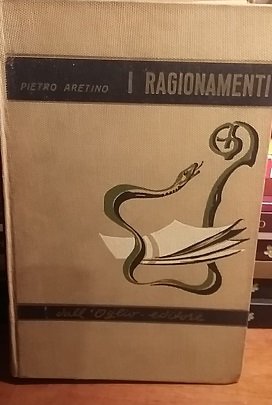 PIETRO ARETINO I RAGIONAMENTI
dall'Oglio - editore